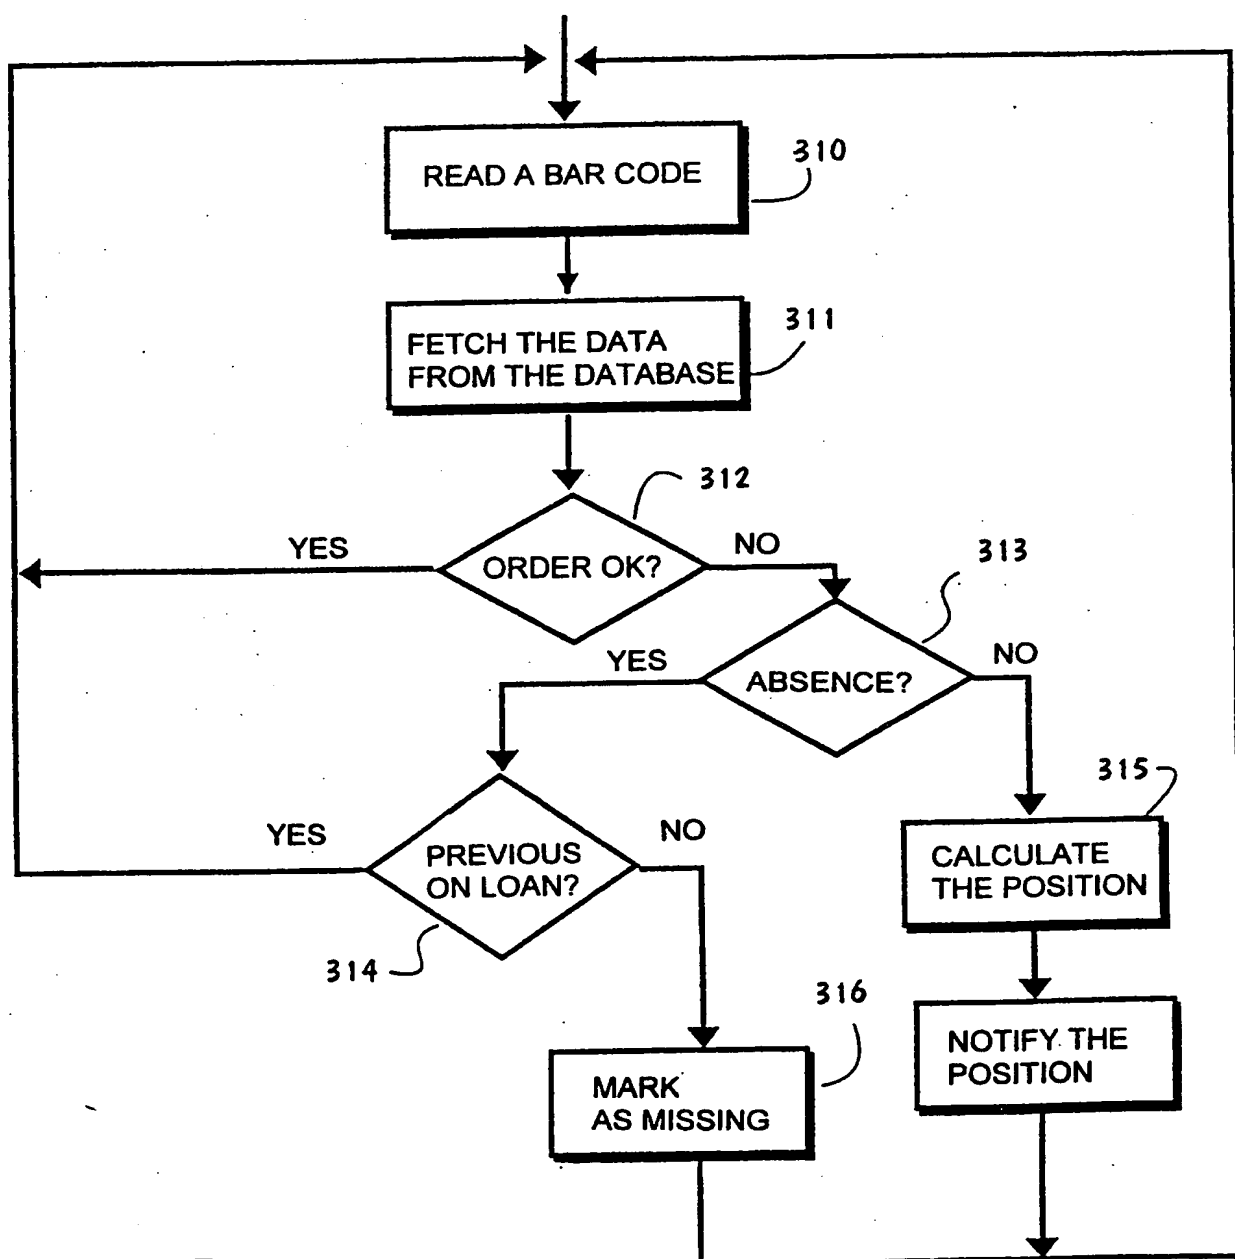 READ A BAR CODE
310
FETCH THE DATA
FROM THE DATABASE
311
312
YES
ORDER OK?
NO
313
YES
ABSENCE?
NO
315
YES
PREVIOUS
ON LOAN?
NO
CALCULATE
THE POSITION
314
316
MARK
AS MISSING
NOTIFY THE
POSITION